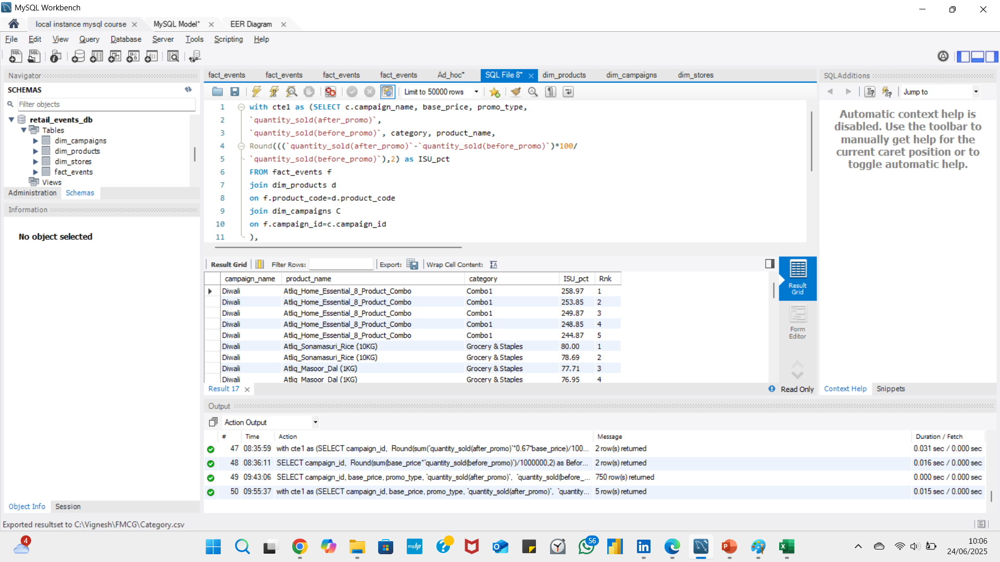 MySQL Workbench
local instance mysql course
MySQL Model*
EER Diagram
File Edit View Query Database Server Tools Scripting Help
Navigator
SCHEMAS
Filter objects
retail_events_db
Tables
dim_campaigns
dim_products
dim_stores
fact_events
Views
Administration Schemas
Information
No object selected
Object Info Session
fact_events fact_events fact_events fact_events Ad_hoc* SQL File 8* dim_products dim_campaigns dim_stores
Limit to 50000 rows
1 with cte1 as (SELECT c.campaign_name, base_price, promo_type,
2 `quantity_sold(after_promo)`,
3 `quantity_sold(before_promo)`, category, product_name,
4 Round(((`quantity_sold(after_promo)`-`quantity_sold(before_promo)`)*100/
5 `quantity_sold(before_promo)`),2) as ISU_pct
6 FROM fact_events f
7 join dim_products d
8 on f.product_code=d.product_code
9 join dim_campaigns C
10 on f.campaign_id=c.campaign_id
11 ),
Result Grid Filter Rows: Export: Wrap Cell Content:
campaign_name product_name category ISU_pct Rnk
Diwali Atliq_Home_Essential_8_Product_Combo Combo1 258.97 1
Diwali Atliq_Home_Essential_8_Product_Combo Combo1 253.85 2
Diwali Atliq_Home_Essential_8_Product_Combo Combo1 249.87 3
Diwali Atliq_Home_Essential_8_Product_Combo Combo1 248.85 4
Diwali Atliq_Home_Essential_8_Product_Combo Combo1 244.87 5
Diwali Atliq_Sonamasuri_Rice (10KG) Grocery & Staples 80.00 1
Diwali Atliq_Sonamasuri_Rice (10KG) Grocery & Staples 78.69 2
Diwali Atliq_Masoor_Dal (1KG) Grocery & Staples 77.71 3
Diwali Atliq_Masoor_Dal (1KG) Grocery & Staples 76.95 4
Result Grid
Form Editor
Result 17
Read Only
SQLAdditions
Jump to
Automatic context help is
disabled. Use the toolbar to
manually get help for the
current caret position or to
toggle automatic help.
Context Help Snippets
Output
Action Output
# Time Action Message Duration / Fetch
47 08:35:59 with cte1 as (SELECT campaign_id, Round(sum(`quantity_sold(after_promo)`*0.67*base_price)/100... 2 row(s) returned 0.031 sec / 0.000 sec
48 08:36:11 SELECT campaign_id, Round(sum(base_price*`quantity_sold(before_promo)`)/1000000,2) as Befor... 2 row(s) returned 0.016 sec / 0.000 sec
49 09:43:06 SELECT campaign_id, base_price, promo_type, `quantity_sold(after_promo)`, `quantity_sold(before_... 750 row(s) returned 0.000 sec / 0.000 sec
50 09:55:37 with cte1 as (SELECT campaign_id, base_price, promo_type, `quantity_sold(after_promo)`, `quantity... 5 row(s) returned 0.015 sec / 0.000 sec
Exported resultset to C:\Vignesh\FMCG\Category.csv
4
myhp
56
10:06
24/06/2025